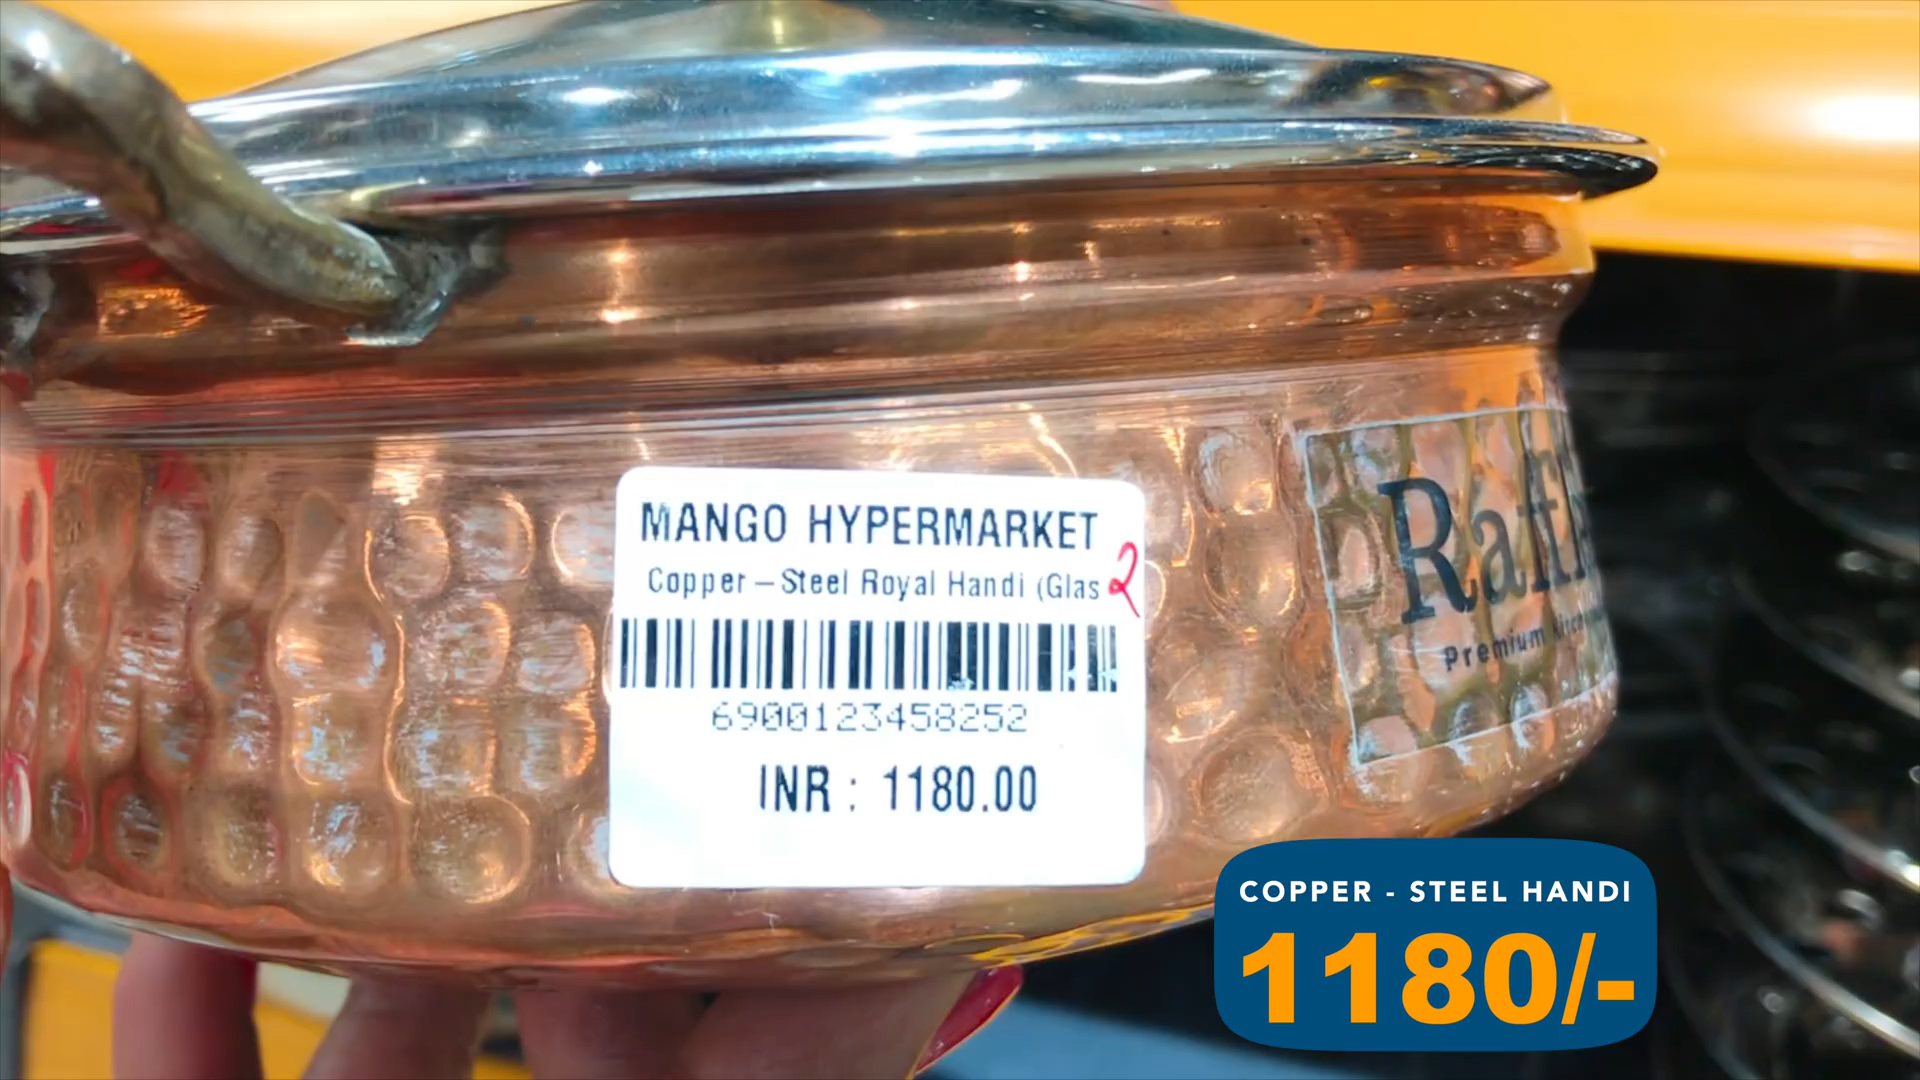 MANGO HYPERMARKET
Copper – Steel Royal Handi (Glas 2
6900123458252
INR : 1180.00
Premium
COPPER - STEEL HANDI
1180/-